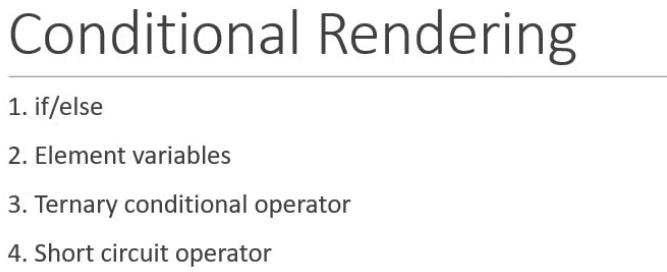 Conditional Rendering
1. if/else
2. Element variables
3. Ternary conditional operator
4. Short circuit operator